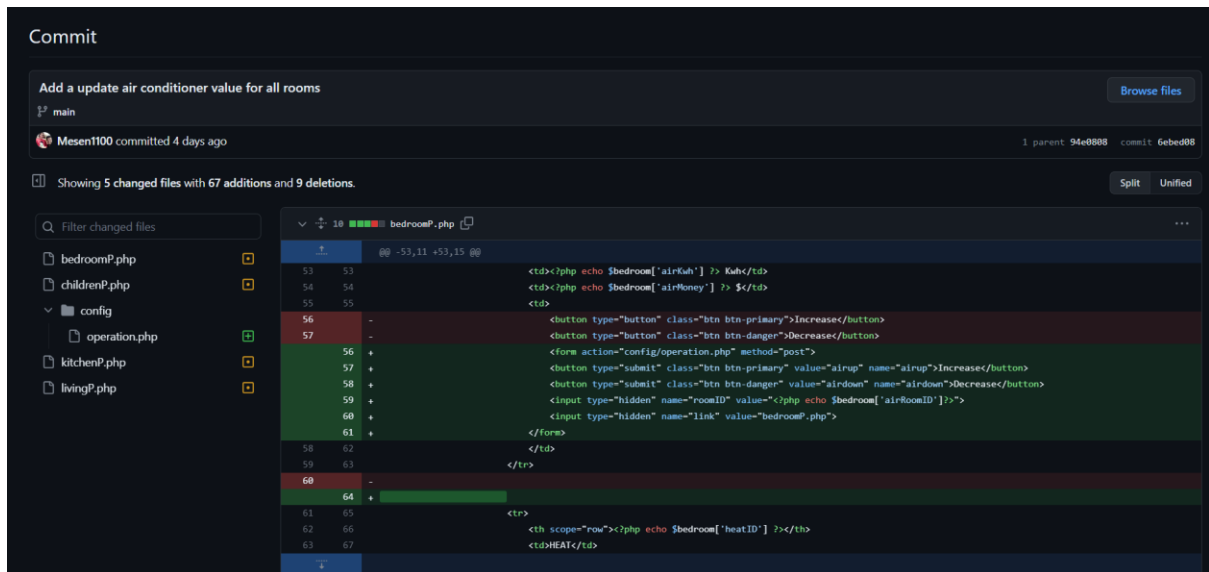 Commit
Add a update air conditioner value for all rooms
Browse files
main
Mesen1100 committed 4 days ago
1 parent 94e0808 commit 6ebed08
Showing 5 changed files with 67 additions and 9 deletions.
Split Unified
Filter changed files
bedroomP.php
childrenP.php
config
operation.php
kitchenP.php
livingP.php
10 bedroomP.php
@@ -53,11 +53,15 @@
53 53 <td><?php echo $bedroom['airKwh'] ?> Kwh</td>
54 54 <td><?php echo $bedroom['airMoney'] ?> $</td>
55 55 <td>
56 - <button type="button" class="btn btn-primary">Increase</button>
57 - <button type="button" class="btn btn-danger">Decrease</button>
56 + <form action="config/operation.php" method="post">
57 + <button type="submit" class="btn btn-primary" value="airup" name="airup">Increase</button>
58 + <button type="submit" class="btn btn-danger" value="airdown" name="airdown">Decrease</button>
59 + <input type="hidden" name="roomID" value="<?php echo $bedroom['airRoomID']?>">
60 + <input type="hidden" name="link" value="bedroomP.php">
61 + </form>
58 62 </td>
59 63 </tr>
60 -
64 +
61 65 <tr>
62 66 <th scope="row"><?php echo $bedroom['heatID'] ?></th>
63 67 <td>HEAT</td>